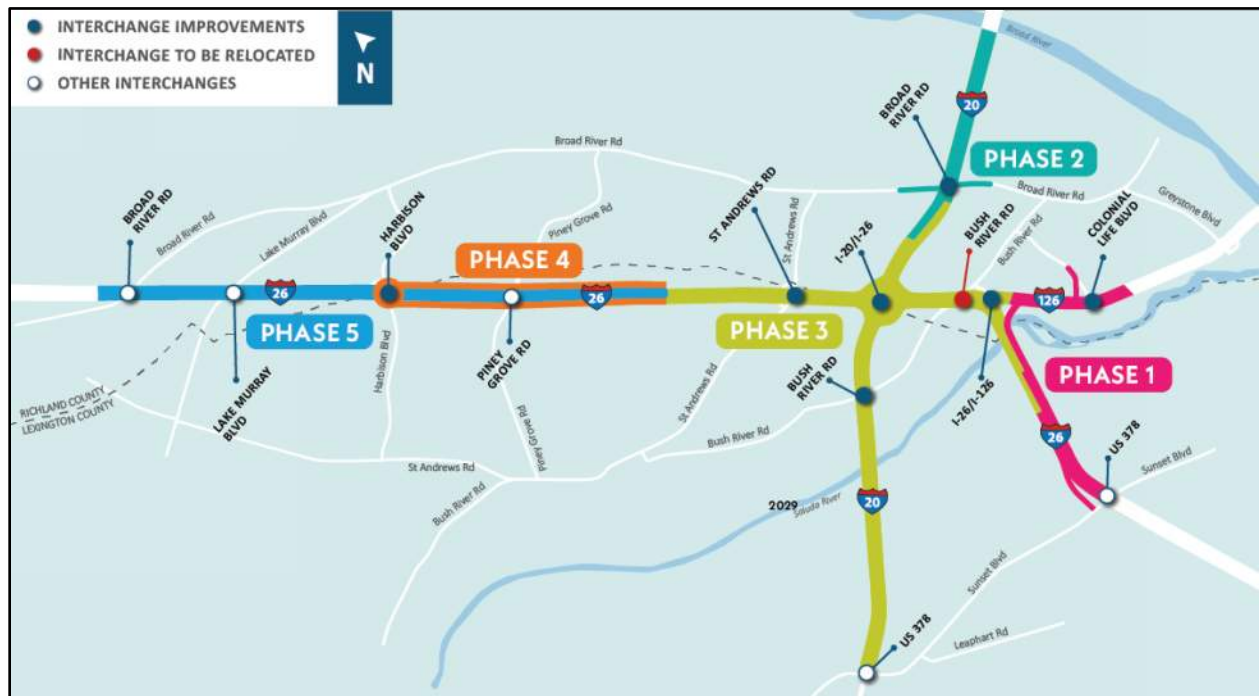 INTERCHANGE IMPROVEMENTS
INTERCHANGE TO BE RELOCATED
OTHER INTERCHANGES
N
Broad River
20
BROAD
RIVER RD
PHASE 2
Broad River Rd
Broad River Rd
Greystone Blvd
COLONIAL
LIFE BLVD
BUSH
RIVER RD
Bush River Rd
I-20/I-26
ST ANDREWS RD
St Andrews Rd
Piney Grove Rd
HARBISON
BLVD
Lake Murray Blvd
Broad River Rd
BROAD
RIVER RD
PHASE 4
26
26
126
PHASE 5
PHASE 3
PHASE 1
LAKE MURRAY
BLVD
Harbison Blvd
PINEY
GROVE RD
Piney Grove Rd
St Andrews Rd
BUSH
RIVER RD
I-26/I-126
26
US 378
Sunset Blvd
RICHLAND COUNTY
LEXINGTON COUNTY
St Andrews Rd
Bush River Rd
Bush River Rd
2029
Saluda River
20
Sunset Blvd
US 378
Leaphart Rd